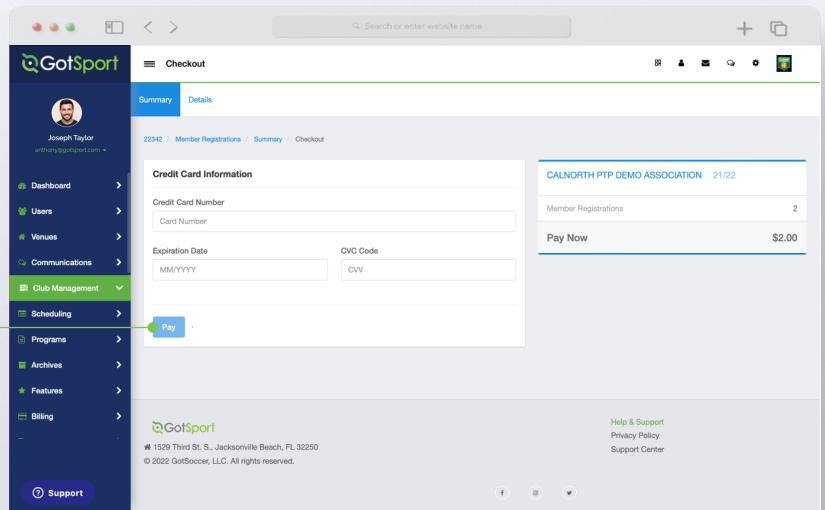 Search or enter website name
GotSport
Checkout
Joseph Taylor
anthony@gotsport.com
Dashboard
Users
Venues
Communications
Club Management
Scheduling
Programs
Archives
Features
Billing
Support
Summary Details
22342 / Member Registrations / Summary / Checkout
Credit Card Information
Credit Card Number
Card Number
Expiration Date CVC Code
MM/YYYY CVV
Pay
CALNORTH PTP DEMO ASSOCIATION 21/22
Member Registrations 2
Pay Now $2.00
GotSport
1529 Third St. S., Jacksonville Beach, FL 32250
© 2022 GotSoccer, LLC. All rights reserved.
Help & Support
Privacy Policy
Support Center